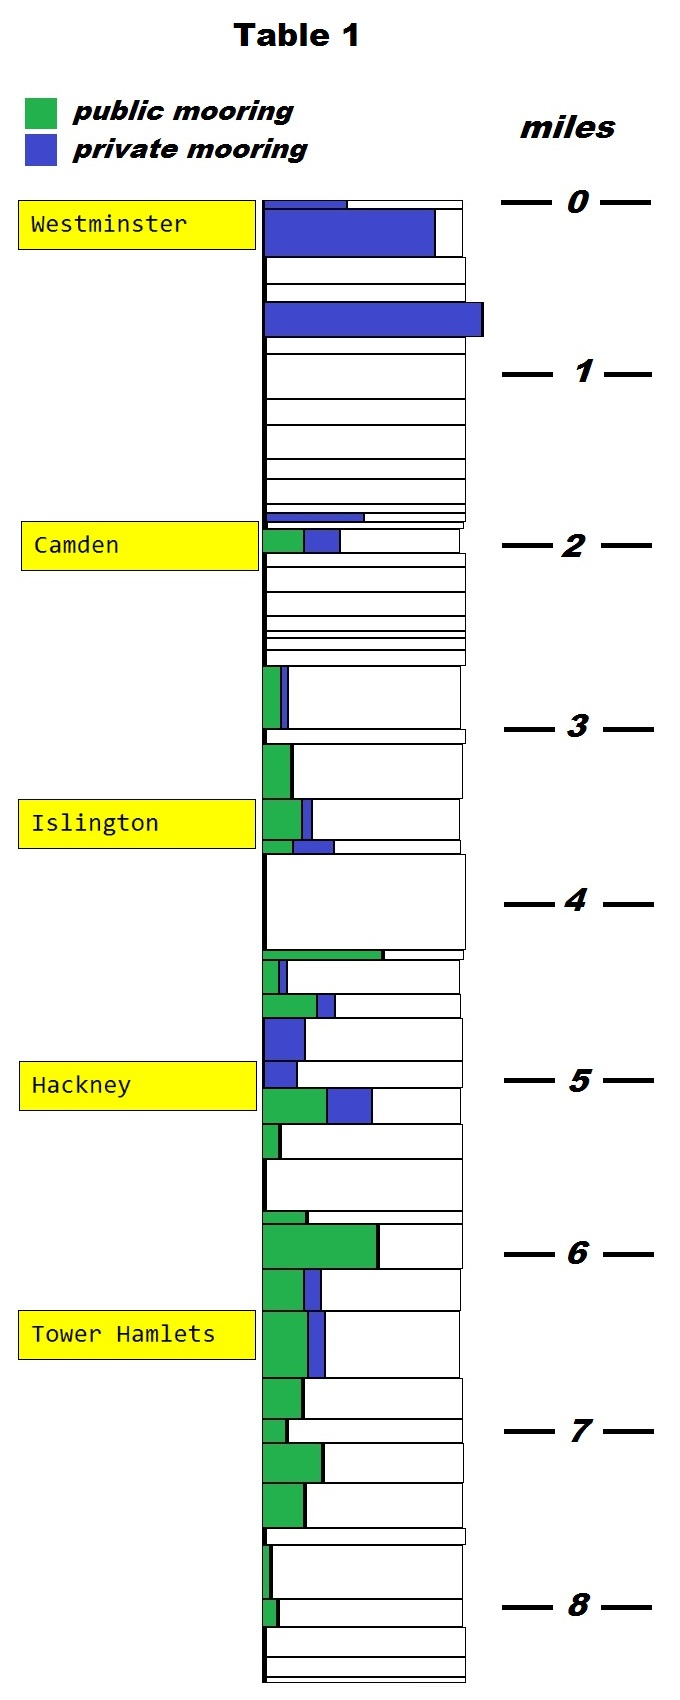 Table 1
public mooring
private mooring
miles
0
Westminster
1
Camden
2
3
Islington
4
Hackney
5
6
Tower Hamlets
7
8